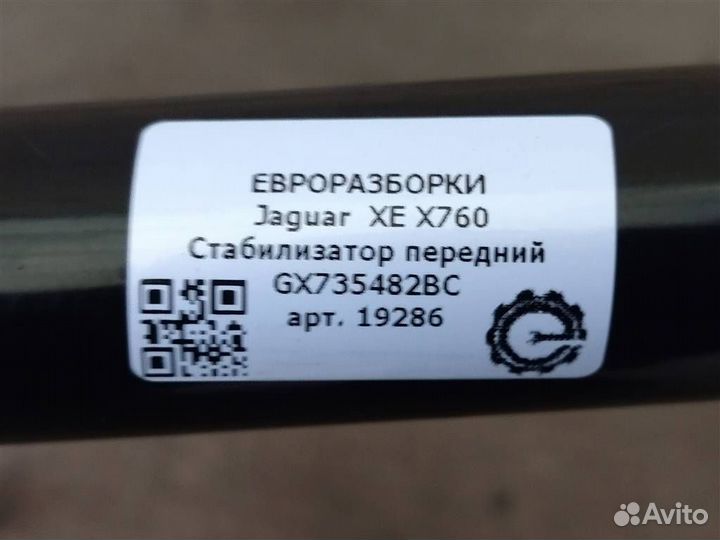 ЕВРОРАЗБОРКИ
Jaguar XE X760
Стабилизатор передний
GX735482BC
арт. 19286
Avito